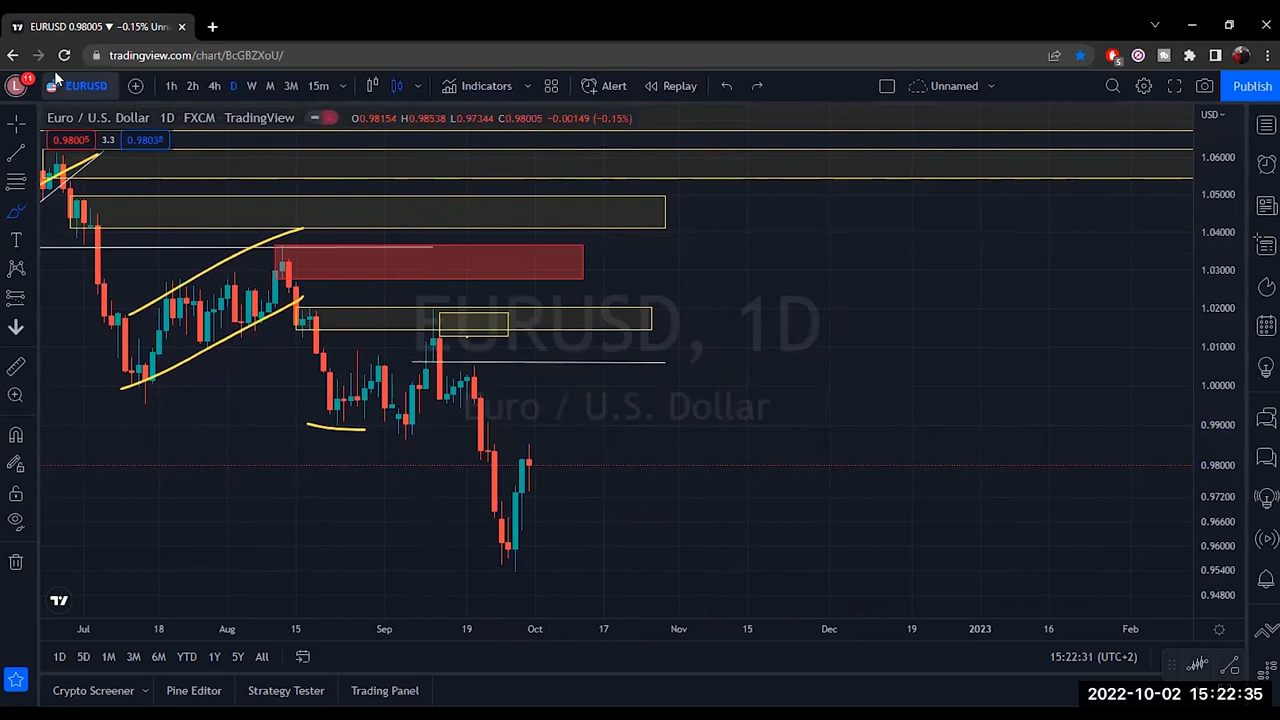 EURUSD 0.98005 ▼ −0.15% Unn
tradingview.com/chart/BcGBZXoU/
5
L 11 EURUSD 1h 2h 4h D W M 3M 15m Indicators Alert Replay Unnamed Publish
Euro / U.S. Dollar 1D FXCM TradingView O0.98154 H0.98538 L0.97344 C0.98005 −0.00149 (−0.15%) USD
0.98005 3.3 0.98038
1.06000
1.05000
1.04000
1.03000
1.02000
1.01000
1.00000
0.99000
0.98000
0.97200
0.96600
0.96000
0.95400
0.94800
EURUSD, 1D
Euro / U.S. Dollar
Jul 18 Aug 15 Sep 19 Oct 17 Nov 15 Dec 19 2023 16 Feb
1D 5D 1M 3M 6M YTD 1Y 5Y All 15:22:31 (UTC+2)
Crypto Screener Pine Editor Strategy Tester Trading Panel
2022-10-02 15:22:35